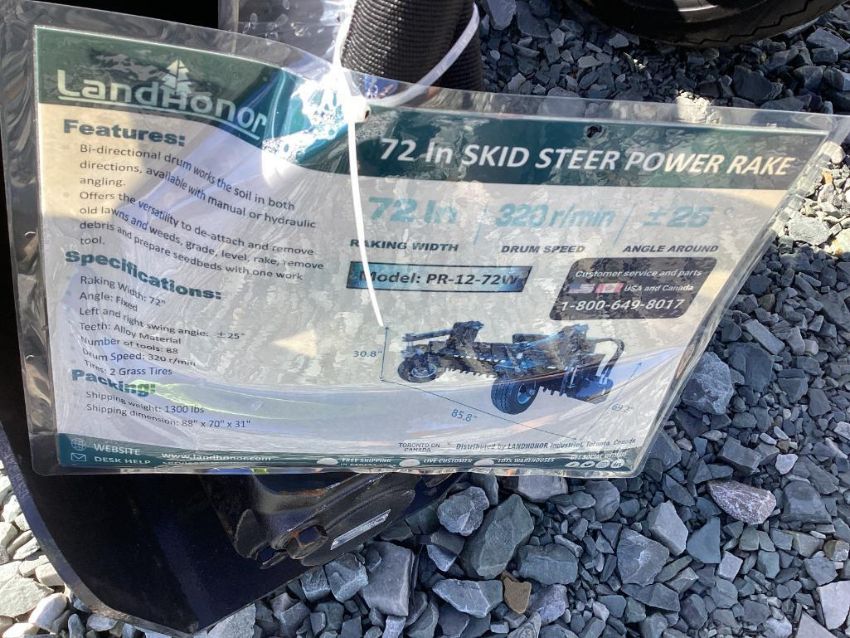 LandHonor
72 In SKID STEER POWER RAKE
Features:
Bi-directional drum works the soil in both
directions, available with manual or hydraulic
angling.
Offers the versatility to de-attach and remove
old lawns and weeds, grade, level, rake, remove
debris and prepare seedbeds with one work
tool.
Specifications:
Raking Width: 72"
Angle: Fixed
Left and right swing angle: ±25°
Teeth: Alloy Material
Number of tools: 88
Drum Speed: 320 r/min
Tires: 2 Grass Tires
Packing:
Shipping weight: 1300 lbs
Shipping dimension: 88" x 70" x 31"
72 In
RAKING WIDTH
320 r/min
DRUM SPEED
±25°
ANGLE AROUND
Model: PR-12-72W
Customer service and parts
USA and Canada
1-800-649-8017
30.8"
85.8"
69.2"
TORONTO ON
CANADA
Distributed by LANDHONOR Industrial, Toronto, Canada
WEBSITE
www.landhonor.com
DESK HELP
FREE SHIPPING
LIVE CUSTOMER